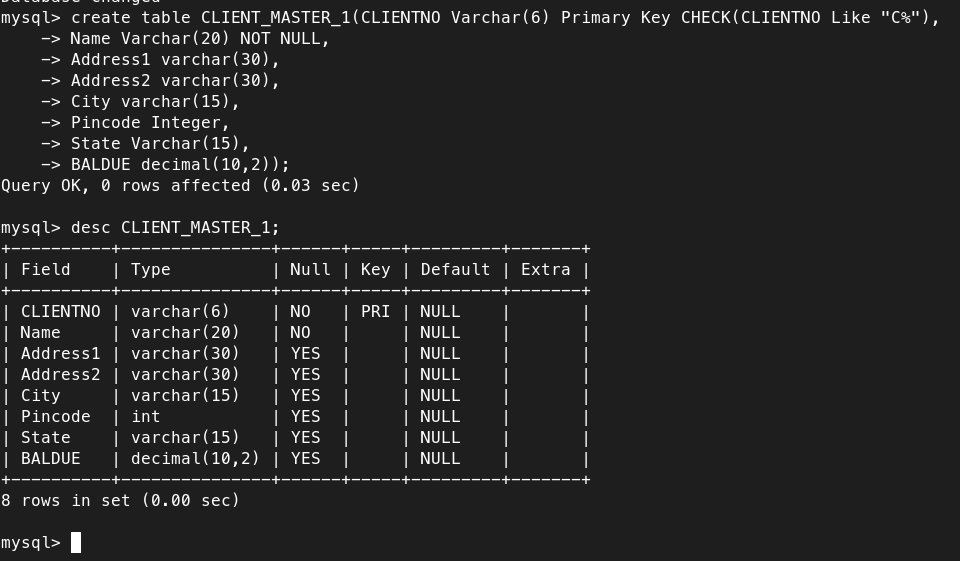 Database changed
mysql> create table CLIENT_MASTER_1(CLIENTNO Varchar(6) Primary Key CHECK(CLIENTNO Like "C%"),
    -> Name Varchar(20) NOT NULL,
    -> Address1 varchar(30),
    -> Address2 varchar(30),
    -> City varchar(15),
    -> Pincode Integer,
    -> State Varchar(15),
    -> BALDUE decimal(10,2));
Query OK, 0 rows affected (0.03 sec)

mysql> desc CLIENT_MASTER_1;
+-----------+---------------+------+-----+---------+-------+
| Field    | Type          | Null | Key | Default | Extra |
+-----------+---------------+------+-----+---------+-------+
| CLIENTNO | varchar(6)    | NO   | PRI | NULL    |       |
| Name     | varchar(20)   | NO   |     | NULL    |       |
| Address1 | varchar(30)   | YES  |     | NULL    |       |
| Address2 | varchar(30)   | YES  |     | NULL    |       |
| City     | varchar(15)   | YES  |     | NULL    |       |
| Pincode  | int           | YES  |     | NULL    |       |
| State    | varchar(15)   | YES  |     | NULL    |       |
| BALDUE   | decimal(10,2) | YES  |     | NULL    |       |
+-----------+---------------+------+-----+---------+-------+
8 rows in set (0.00 sec)

mysql>